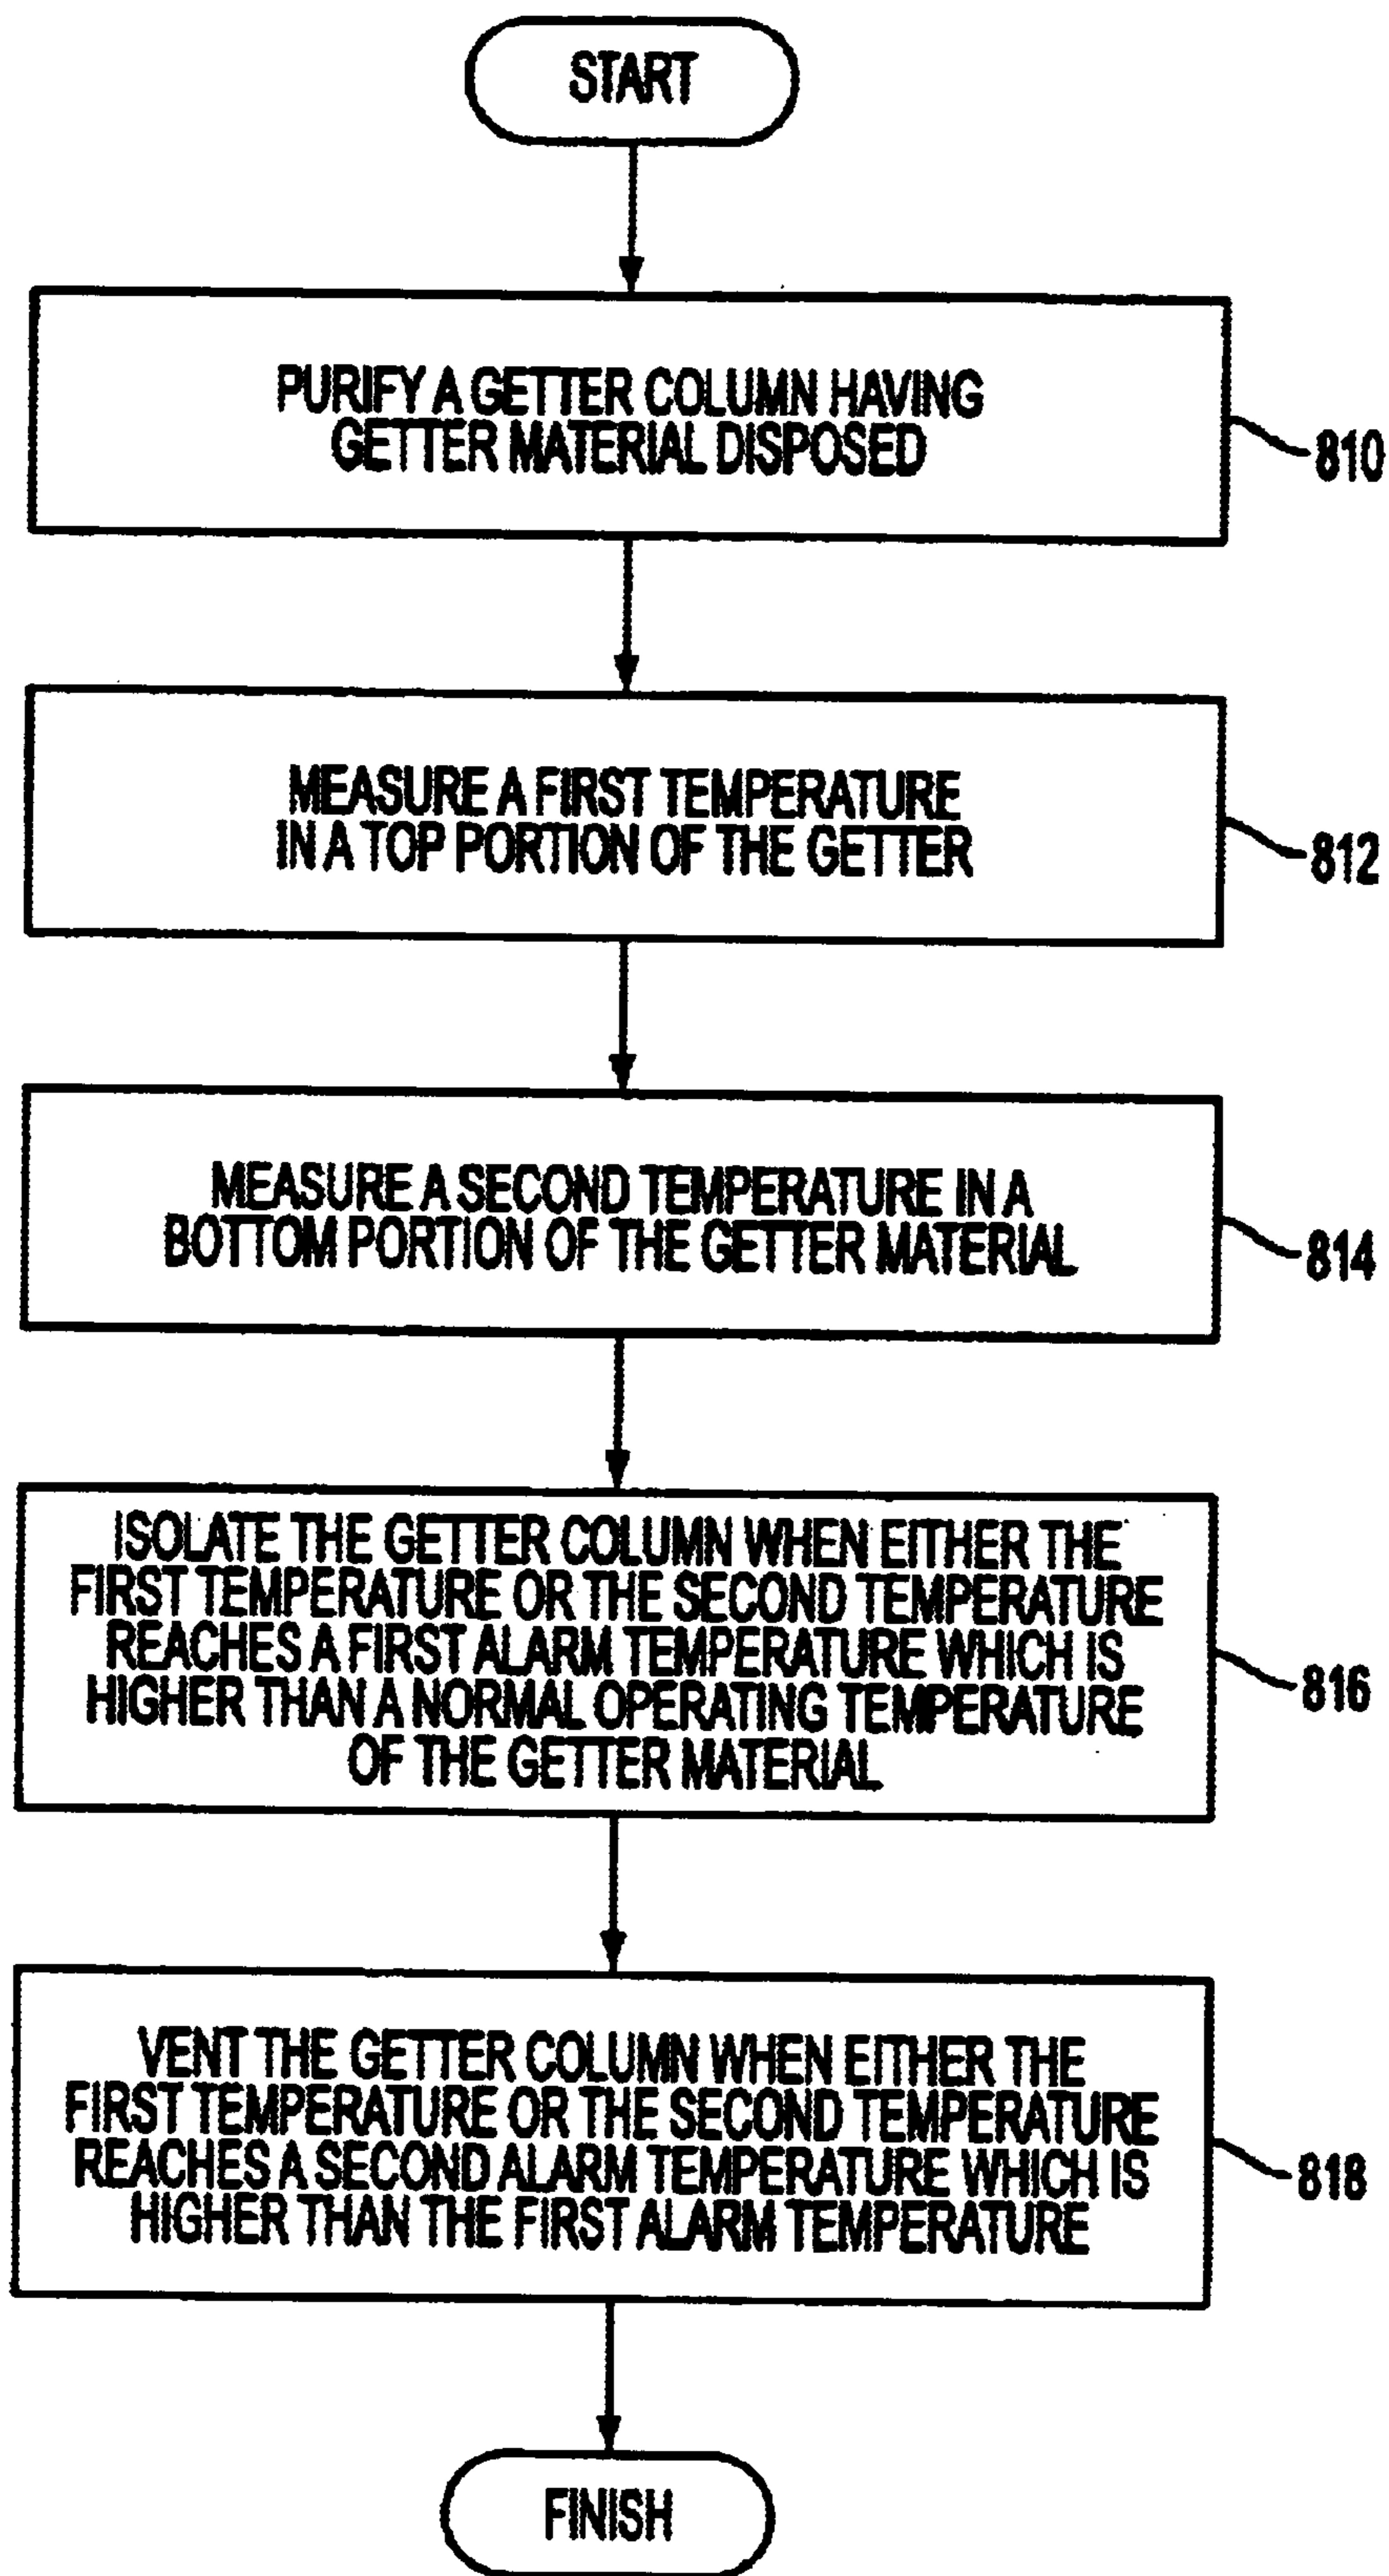 START
PURIFY A GETTER COLUMN HAVING
GETTER MATERIAL DISPOSED
810
MEASURE A FIRST TEMPERATURE
IN A TOP PORTION OF THE GETTER
812
MEASURE A SECOND TEMPERATURE IN A
BOTTOM PORTION OF THE GETTER MATERIAL
814
ISOLATE THE GETTER COLUMN WHEN EITHER THE
FIRST TEMPERATURE OR THE SECOND TEMPERATURE
REACHES A FIRST ALARM TEMPERATURE WHICH IS
HIGHER THAN A NORMAL OPERATING TEMPERATURE
OF THE GETTER MATERIAL
816
VENT THE GETTER COLUMN WHEN EITHER THE
FIRST TEMPERATURE OR THE SECOND TEMPERATURE
REACHES A SECOND ALARM TEMPERATURE WHICH IS
HIGHER THAN THE FIRST ALARM TEMPERATURE
818
FINISH